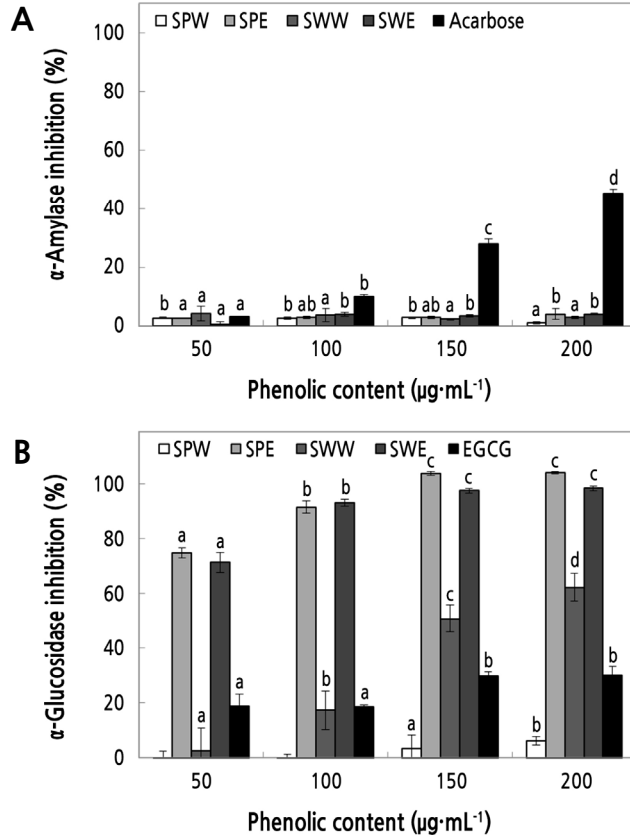 A
SPW SPE SWW SWE Acarbose
α-Amylase inhibition (%)
100
80
60
40
20
0
b a a a a
b ab a b b
b ab a b c
a b a b d
50 100 150 200
Phenolic content (µg·mL⁻¹)
B
SPW SPE SWW SWE EGCG
α-Glucosidase inhibition (%)
100
80
60
40
20
0
a a a a
b b b a
a c c c b
b c d c b
50 100 150 200
Phenolic content (µg·mL⁻¹)